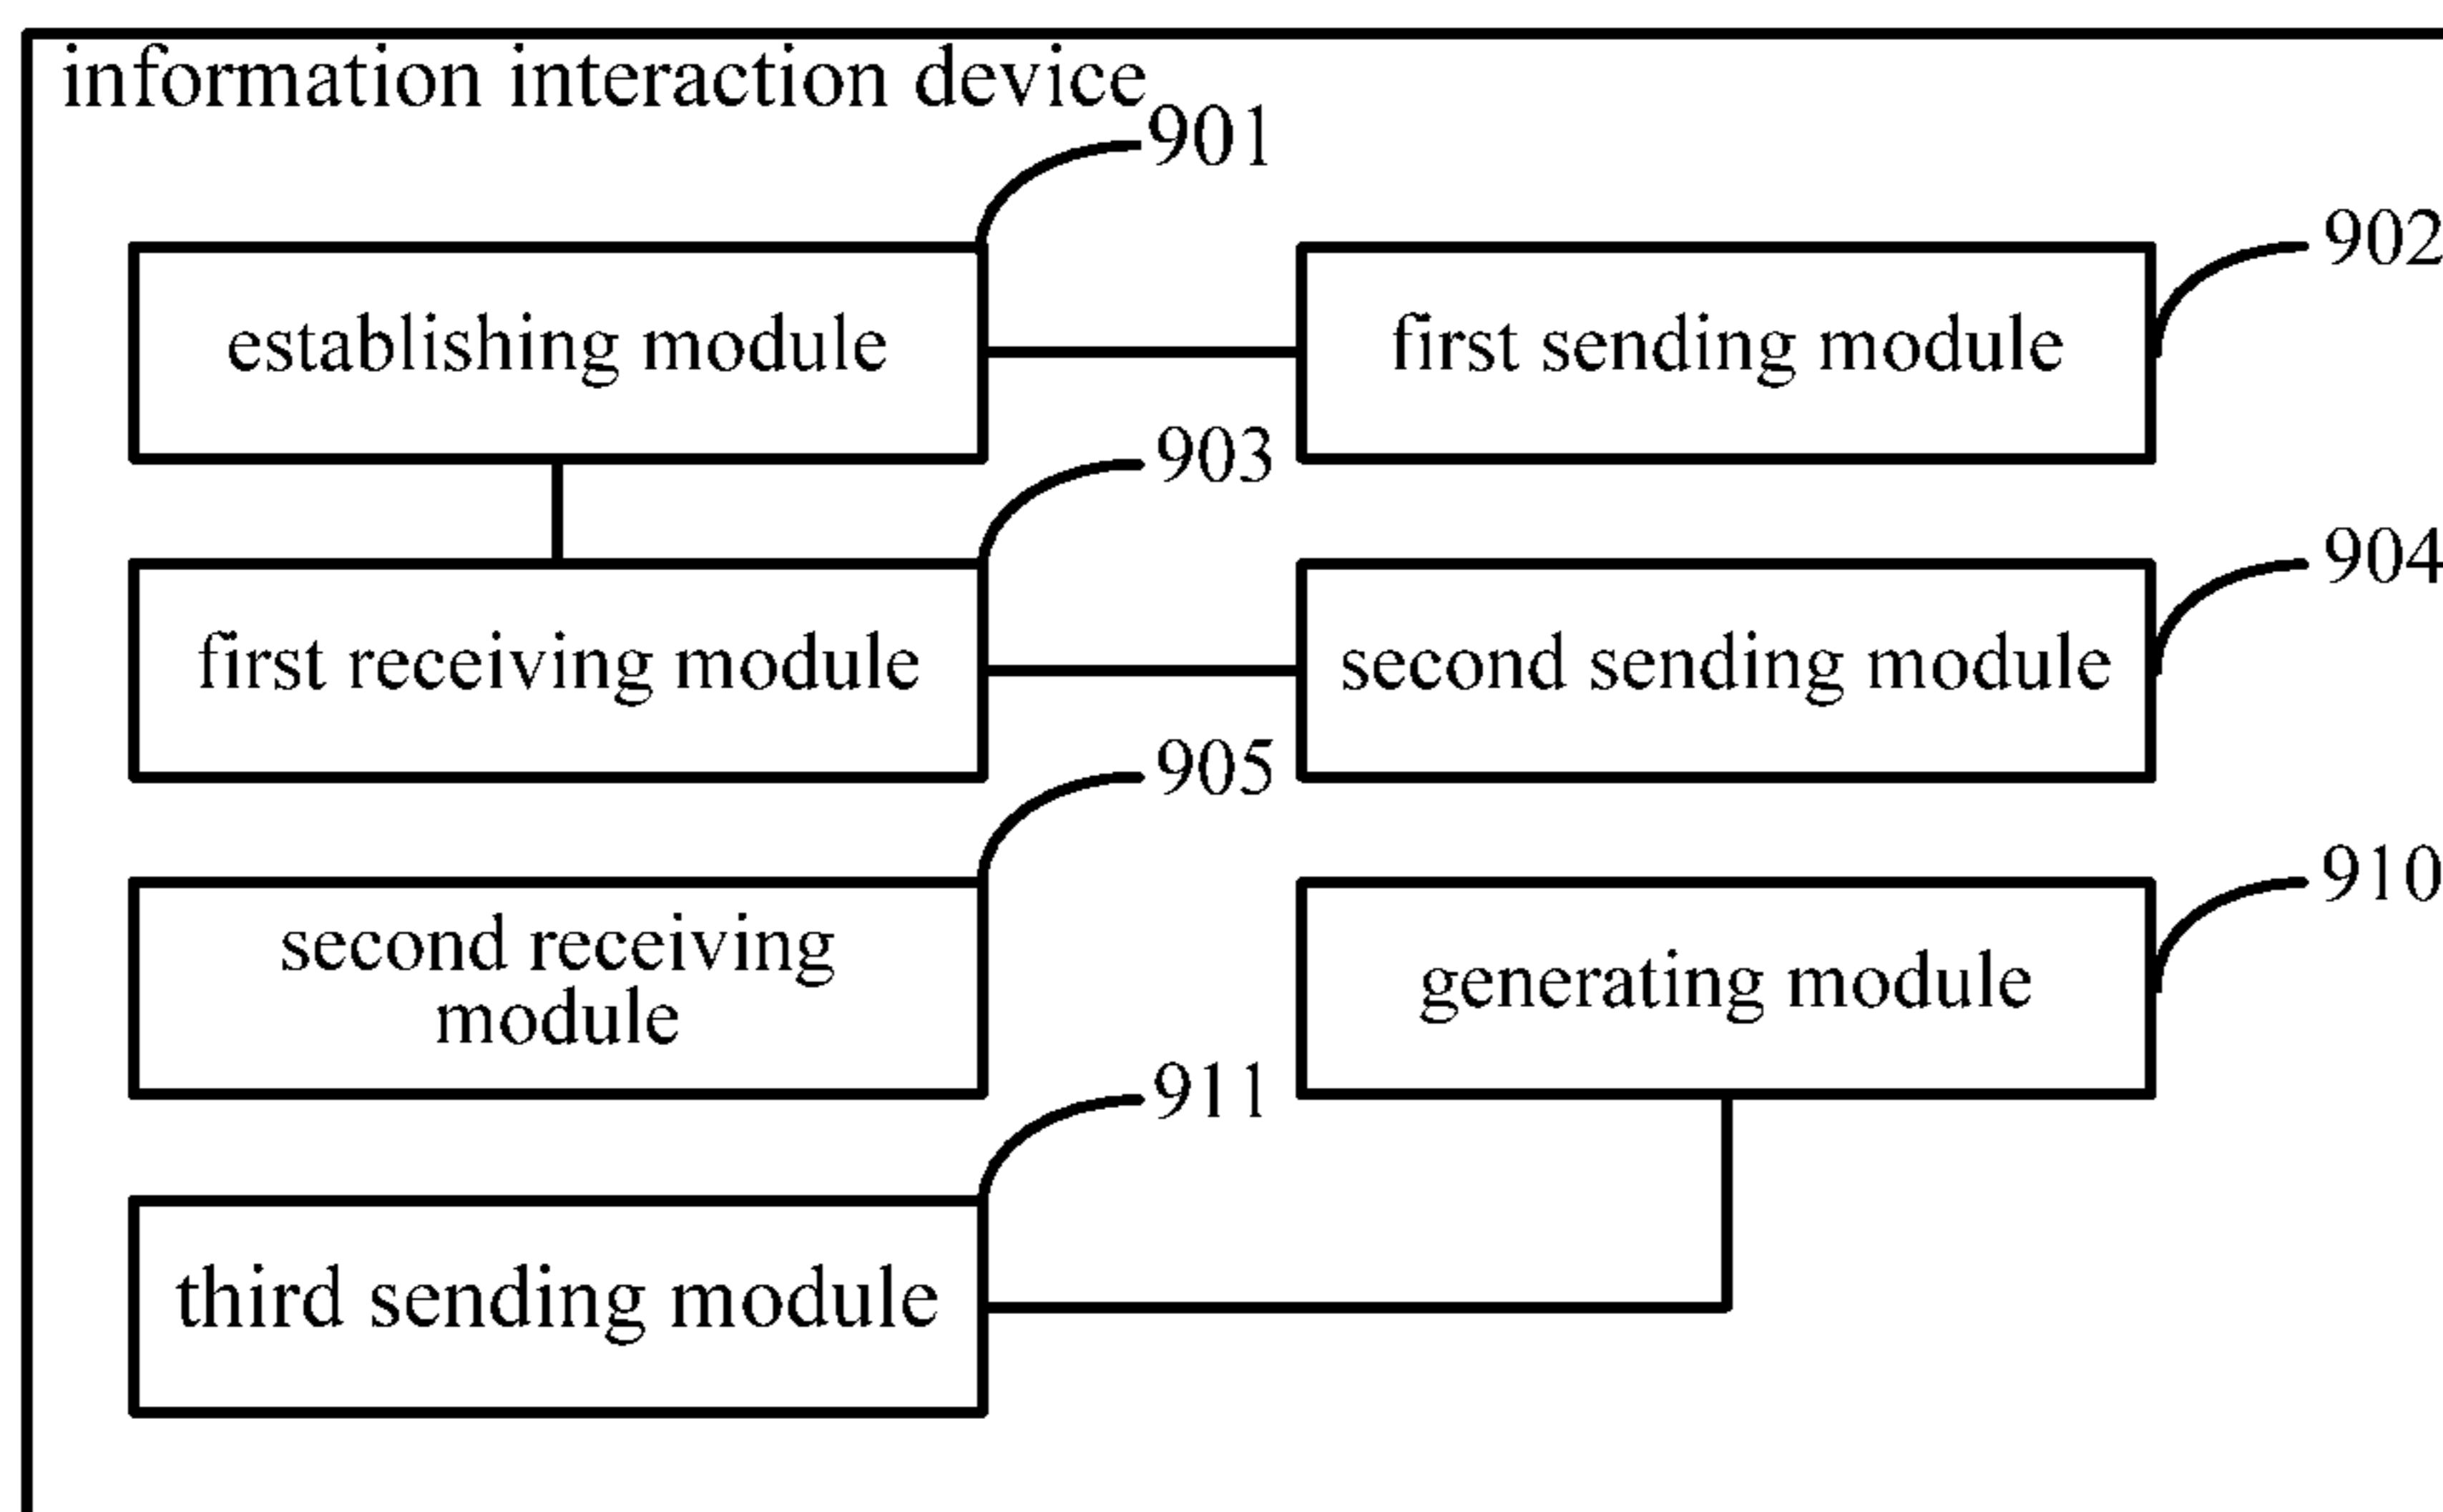 information interaction device
901
902
establishing module
first sending module
903
904
first receiving module
second sending module
905
910
second receiving
module
generating module
911
third sending module